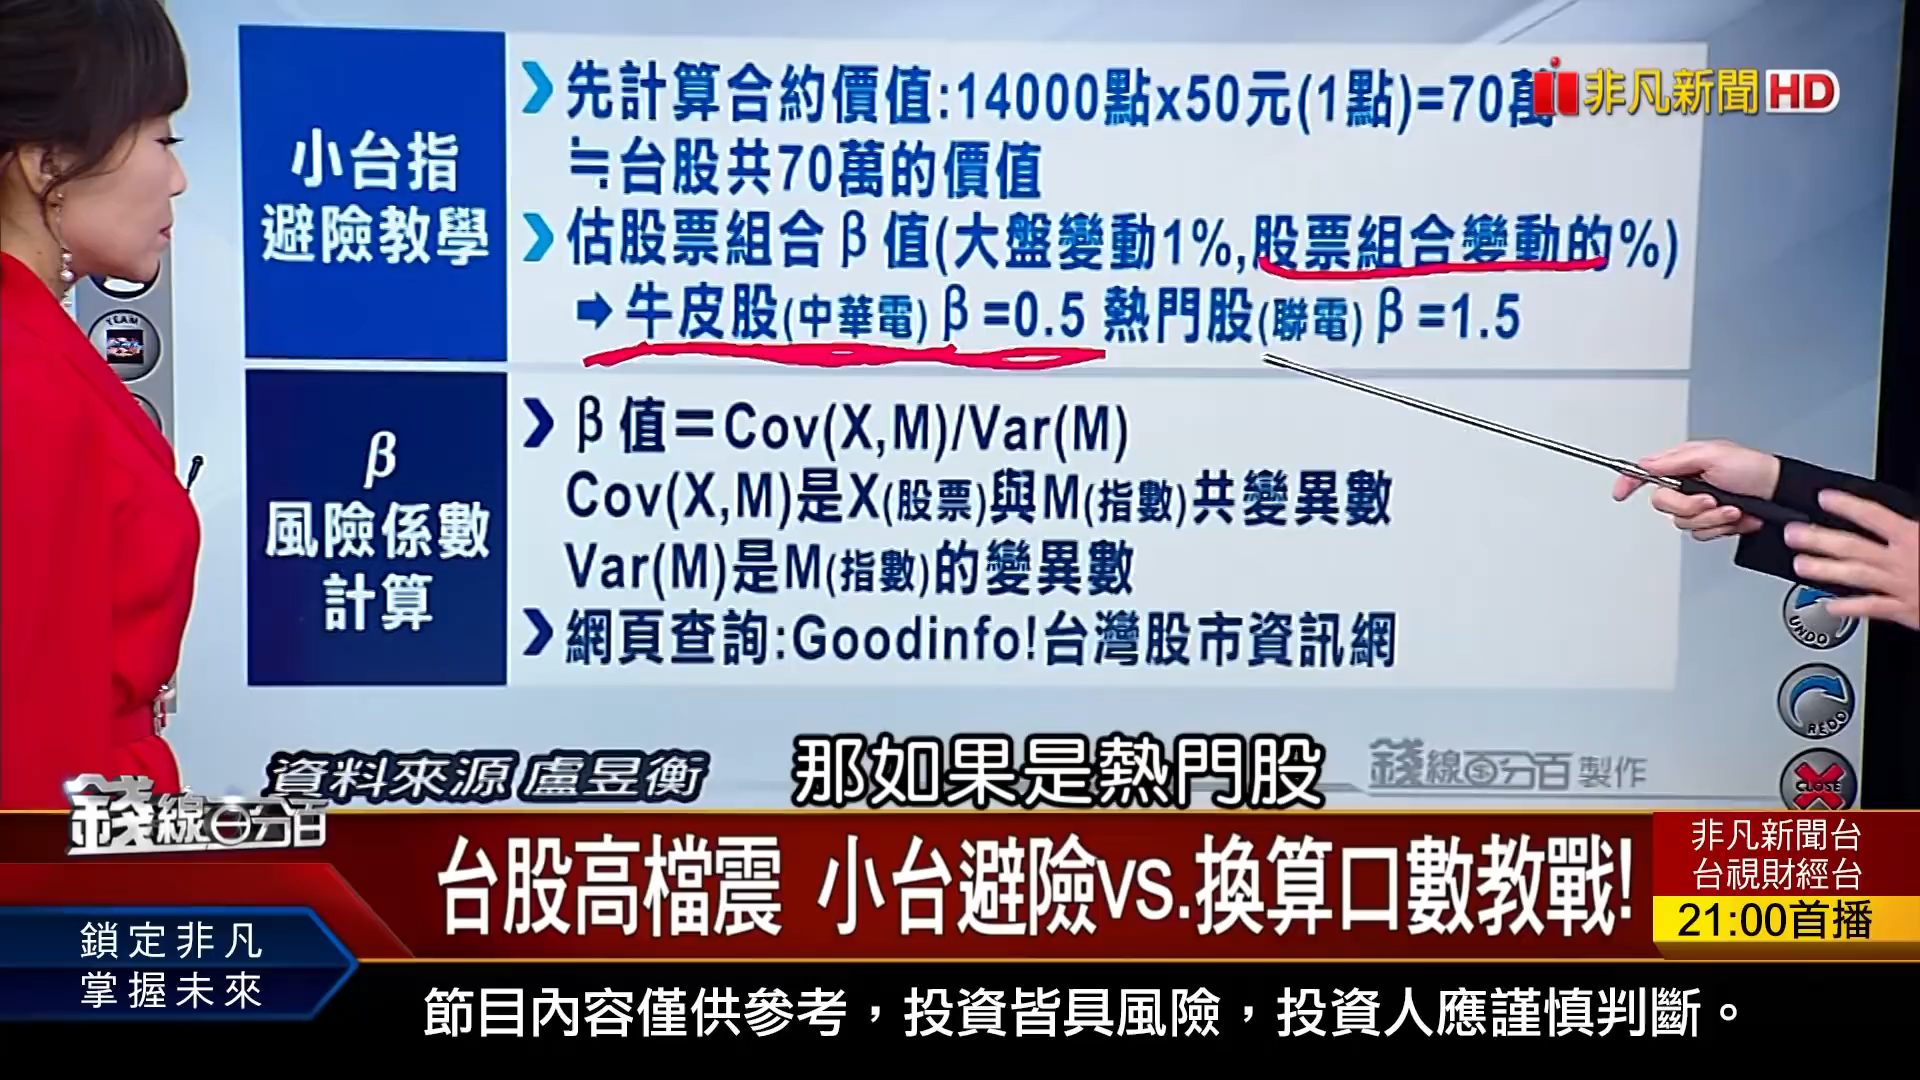 小台指
避險教學
先計算合約價值:14000點x50元(1點)=70萬
≒台股共70萬的價值
估股票組合β值(大盤變動1%,股票組合變動的%)
➡牛皮股(中華電)β=0.5 熱門股(聯電)β=1.5
β
風險係數
計算
β值=Cov(X,M)/Var(M)
Cov(X,M)是X(股票)與M(指數)共變異數
Var(M)是M(指數)的變異數
網頁查詢:Goodinfo!台灣股市資訊網
非凡新聞HD
TEAM
UNDO
REDO
CLOSE
資料來源 盧昱衡
那如果是熱門股
錢線百分百製作
錢線百分百
台股高檔震 小台避險vs.換算口數教戰!
非凡新聞台
台視財經台
21:00首播
鎖定非凡
掌握未來
節目內容僅供參考，投資皆具風險，投資人應謹慎判斷。